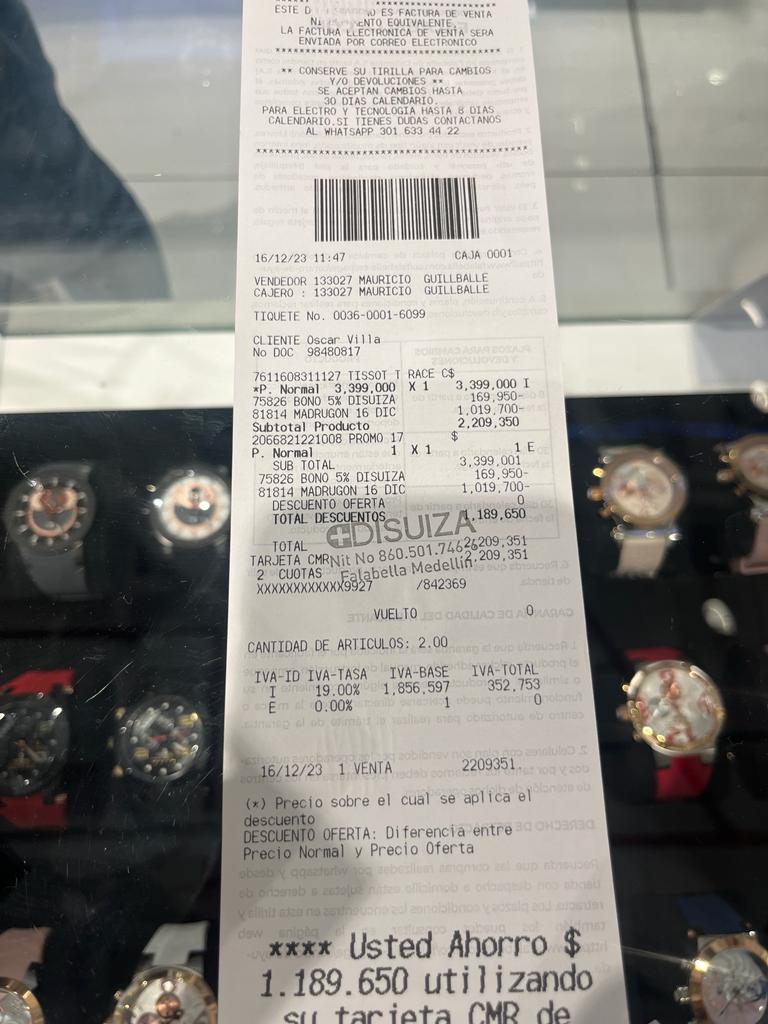 ESTE D ES FACTURA DE VENTA
EQUIVALENTE,
LA FACTURA ELECTRONICA DE VENTA SERA
ENVIADA POR CORREO ELECTRONICO
** CONSERVE SU TIRILLA PARA CAMBIOS
Y/O DEVOLUCIONES **
SE ACEPTAN CAMBIOS HASTA
30 DIAS CALENDARIO.
PARA ELECTRO Y TECNOLOGIA HASTA 8 DIAS
CALENDARIO.SI TIENES DUDAS CONTACTANOS
AL WHATSAPP 301 633 44 22
16/12/23 11:47 CAJA 0001
VENDEDOR 133027 MAURICIO GUILLBALLE
CAJERO : 133027 MAURICIO GUILLBALLE
TIQUETE No. 0036-0001-6099
CLIENTE Oscar Villa
No DOC 98480817
7611608311127 TISSOT T RACE C$
*P. Normal 3,399,000 X 1 3,399,000 I
75826 BONO 5% DISUIZA 169,950-
81814 MADRUGON 16 DIC 1,019,700-
Subtotal Producto 2,209,350
2066821221008 PROMO 17 $
P. Normal 1 X 1 1 E
SUB TOTAL 3,399,001
75826 BONO 5% DISUIZA 169,950-
81814 MADRUGON 16 DIC 1,019,700-
DESCUENTO OFERTA 0
TOTAL DESCUENTOS 1,189,650
DISUIZA
TOTAL 2,209,351
Nit No 860.501.746
TARJETA CMR 2,209,351
Falabella Medellin
2 CUOTAS
XXXXXXXXXXXX9927 /842369
VUELTO 0
CANTIDAD DE ARTICULOS: 2.00
IVA-ID IVA-TASA IVA-BASE IVA-TOTAL
I 19.00% 1,856,597 352,753
E 0.00% 1 0
16/12/23 1 VENTA 2209351.
(*) Precio sobre el cual se aplica el
descuento
DESCUENTO OFERTA: Diferencia entre
Precio Normal y Precio Oferta
**** Usted Ahorro $
1.189.650 utilizando
su tarjeta CMR de